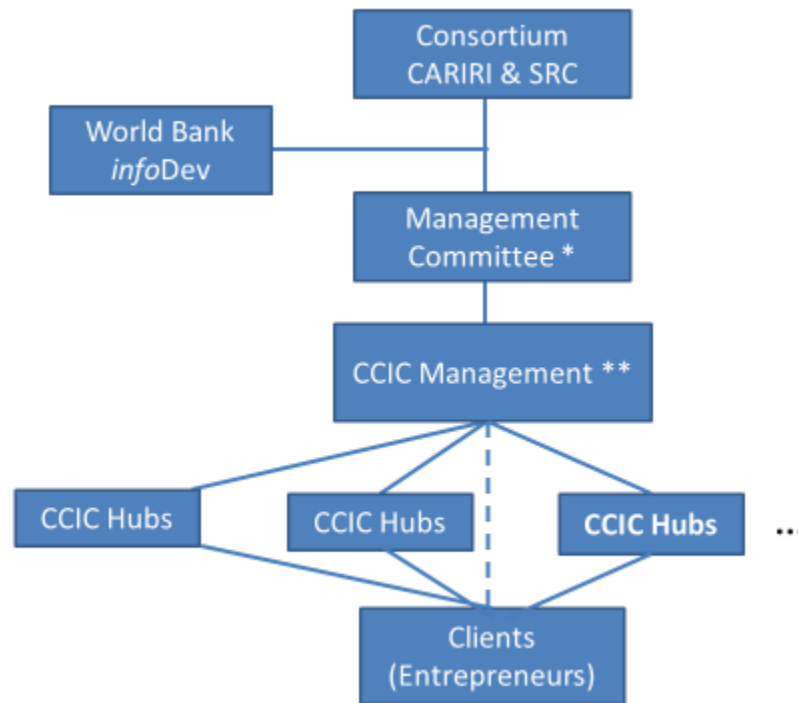 Consortium
CARIRI & SRC
World Bank
infoDev
Management
Committee *
CCIC Management **
CCIC Hubs
CCIC Hubs
CCIC Hubs
...
Clients
(Entrepreneurs)